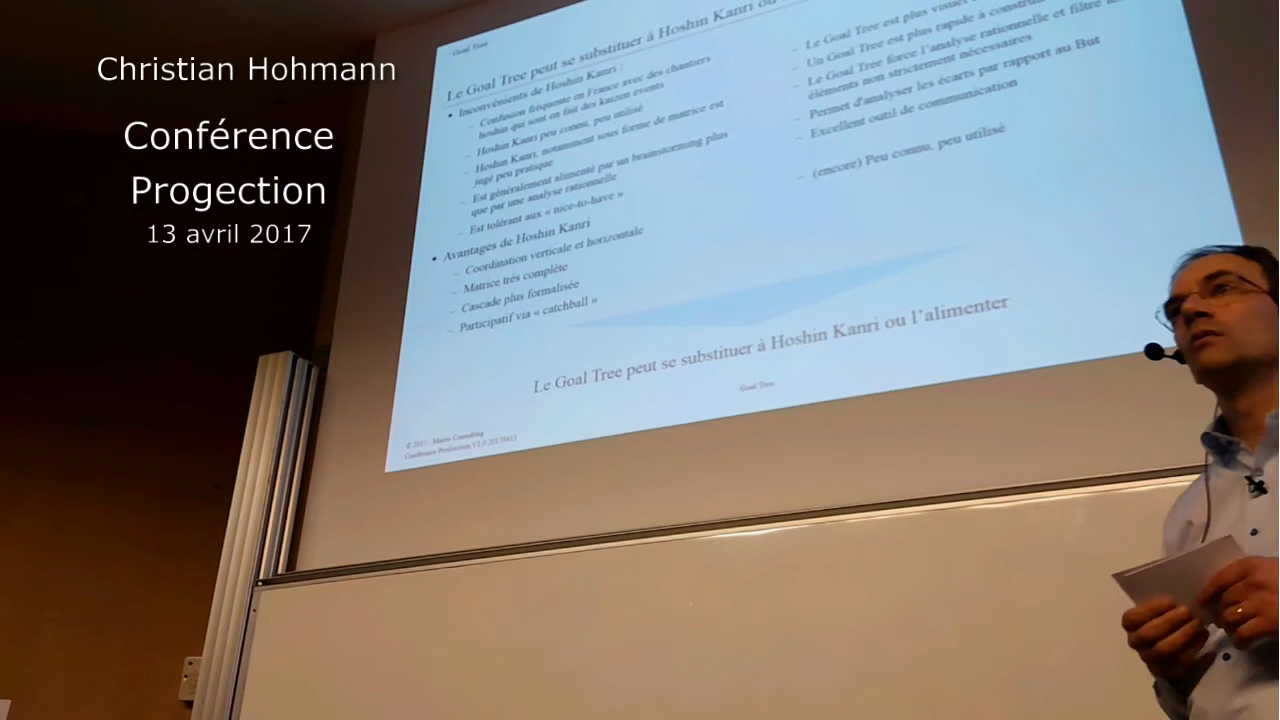 Christian Hohmann
Conférence
Progection
13 avril 2017
Goal Tree
Le Goal Tree peut se substituer à Hoshin Kanri ou
• Inconvénients de Hoshin Kanri :
– Confusion fréquente en France avec des chantiers
hoshin qui sont en fait des kaizen events
– Hoshin Kanri peu connu, peu utilisé
– Hoshin Kanri, notamment sous forme de matrice est
jugé peu pratique
– Est généralement alimenté par un brainstorming plus
que par une analyse rationnelle
– Est tolérant aux « nice-to-have »
• Avantages de Hoshin Kanri
– Coordination verticale et horizontale
– Matrice très complète
– Cascade plus formalisée
– Participatif via « catchball »
– Le Goal Tree est plus visuel
– Un Goal Tree est plus rapide à
– Le Goal Tree force l'analyse rationnelle et filtre
éléments non strictement nécessaires
– Permet d'analyser les écarts par rapport au But
– Excellent outil de communication
– (encore) Peu connu, peu utilisé
Le Goal Tree peut se substituer à Hoshin Kanri ou l'alimenter
Goal Tree
© 2017 - Consulting
Conférence ProGection V1.0 20170413